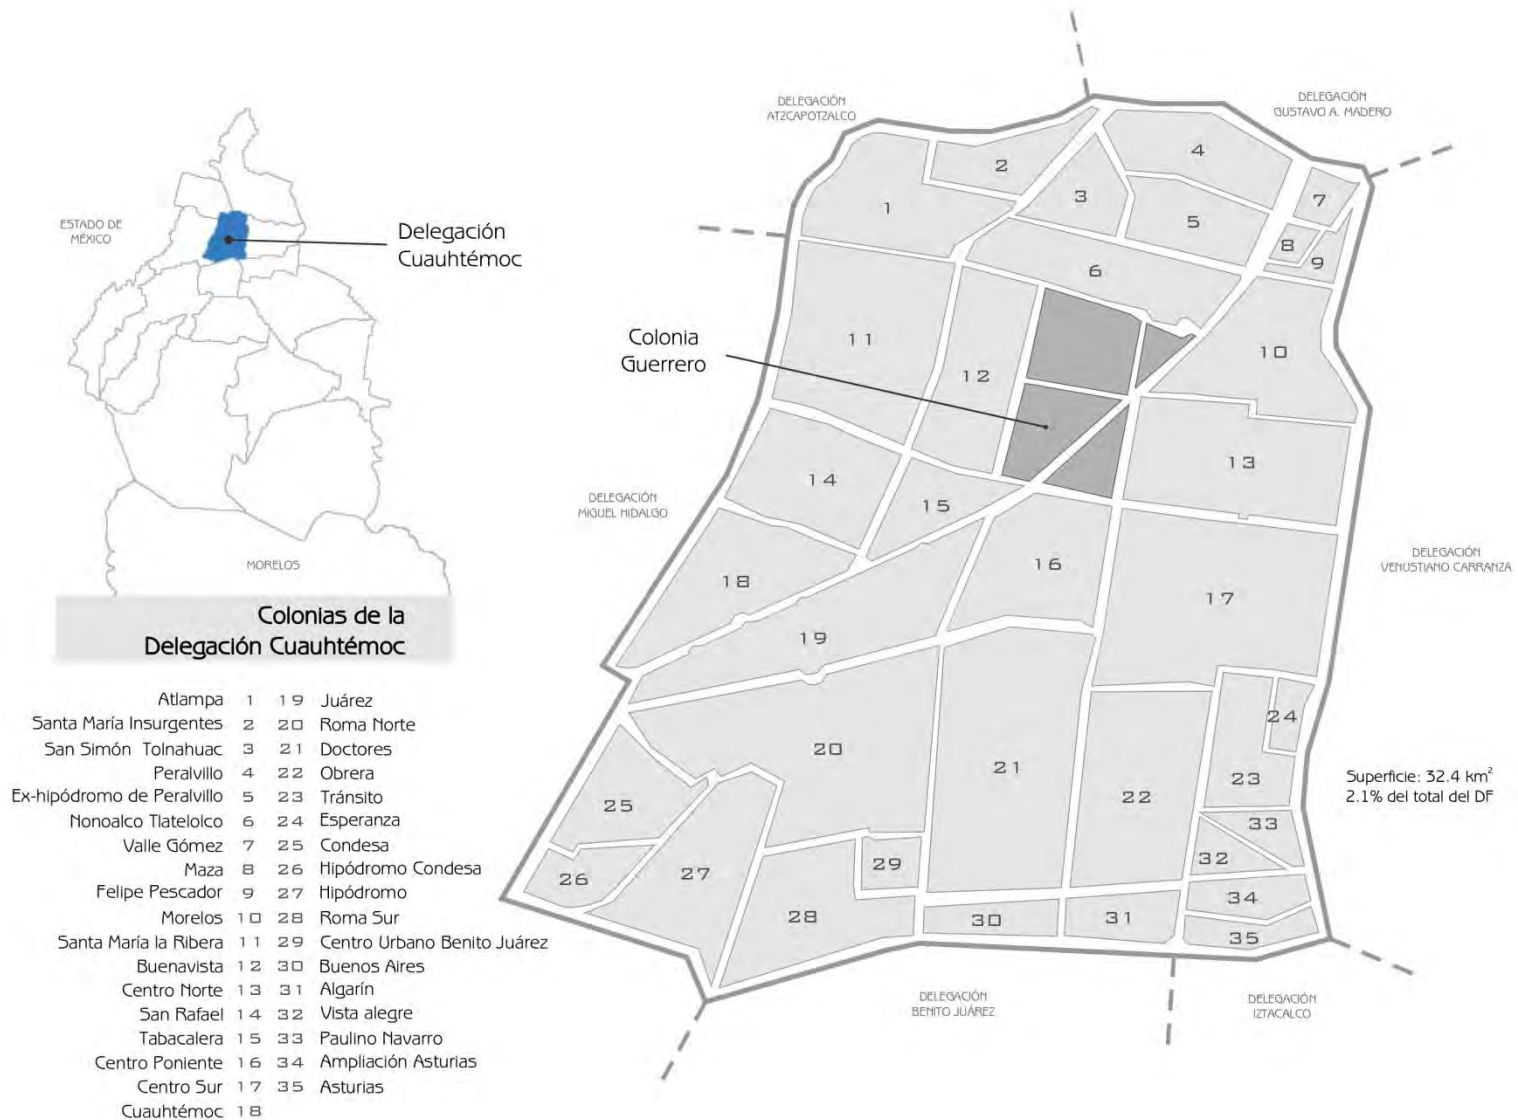 ESTADO DE
MÉXICO
Delegación
Cuauhtémoc
MORELOS
Colonias de la
Delegación Cuauhtémoc
Atlampa 1 19 Juárez
Santa María Insurgentes 2 20 Roma Norte
San Simón Tolnahuac 3 21 Doctores
Peralvillo 4 22 Obrera
Ex-hipódromo de Peralvillo 5 23 Tránsito
Nonoalco Tlatelolco 6 24 Esperanza
Valle Gómez 7 25 Condesa
Maza 8 26 Hipódromo Condesa
Felipe Pescador 9 27 Hipódromo
Morelos 10 28 Roma Sur
Santa María la Ribera 11 29 Centro Urbano Benito Juárez
Buenavista 12 30 Buenos Aires
Centro Norte 13 31 Algarín
San Rafael 14 32 Vista alegre
Tabacalera 15 33 Paulino Navarro
Centro Poniente 16 34 Ampliación Asturias
Centro Sur 17 35 Asturias
Cuauhtémoc 18
DELEGACIÓN
ATZCAPOTZALCO
DELEGACIÓN
GUSTAVO A. MADERO
4
2
3
7
1
5
8
9
6
Colonia
Guerrero
11
12
10
13
14
15
DELEGACIÓN
MIGUEL HIDALGO
DELEGACIÓN
VENUSTIANO CARRANZA
16
18
17
19
24
20
21
22
23
25
Superficie: 32.4 km²
2.1% del total del DF
33
32
29
27
26
34
28
30
31
35
DELEGACIÓN
BENITO JUÁREZ
DELEGACIÓN
IZTACALCO